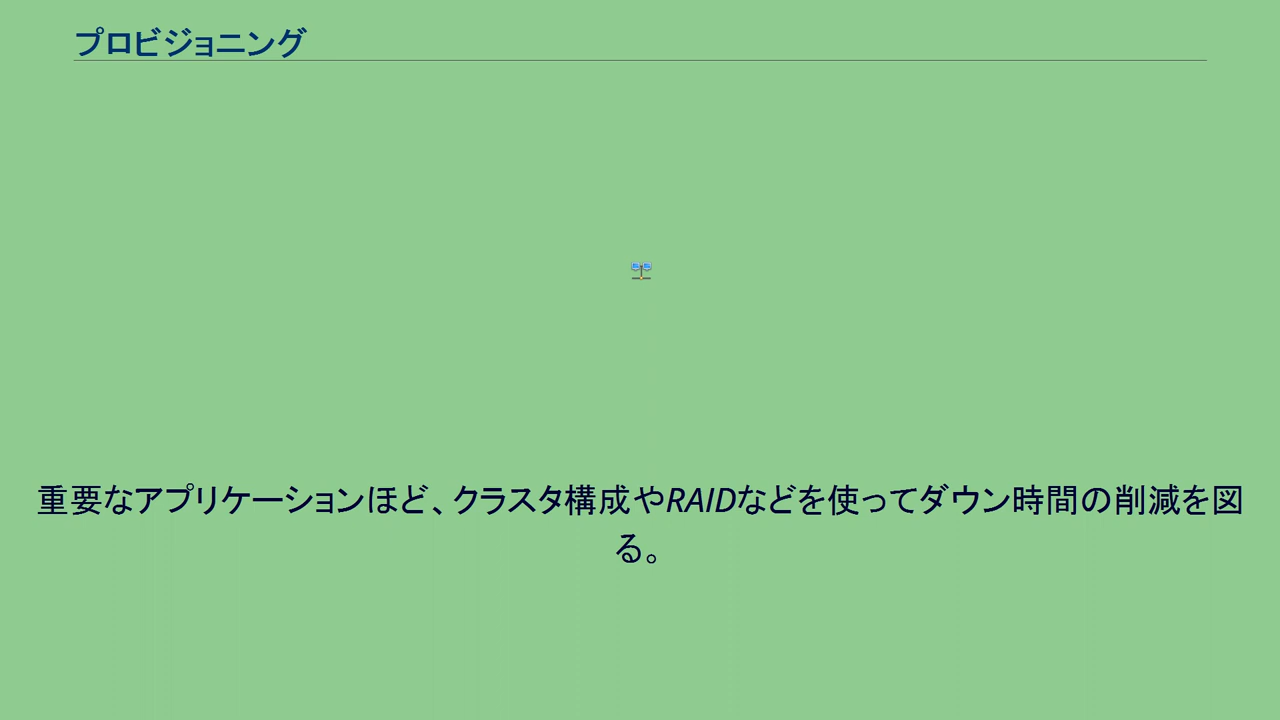 プロビジョニング
重要なアプリケーションほど、クラスタ構成やRAIDなどを使ってダウン時間の削減を図
る。